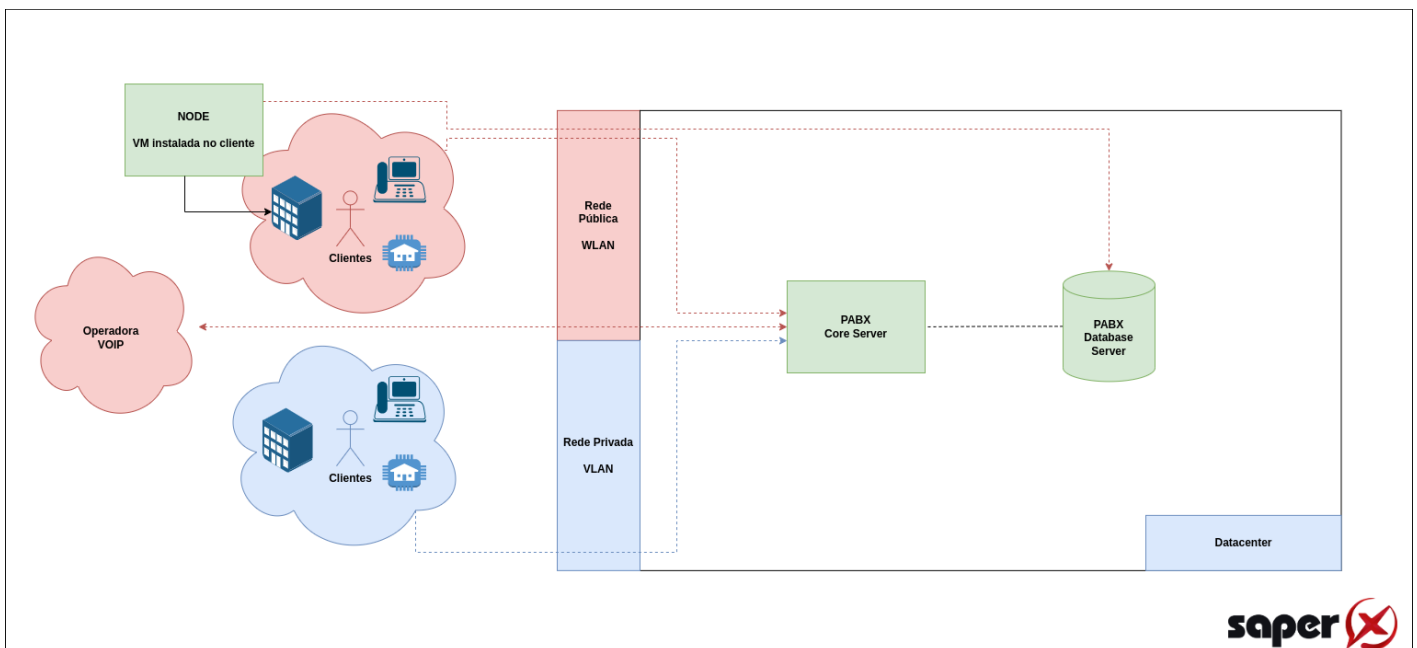 NODE
VM instalada no cliente
Clientes
Rede
Pública
WLAN
Operadora
VOIP
PABX
Core Server
PABX
Database
Server
Clientes
Rede Privada
VLAN
Datacenter
saperx